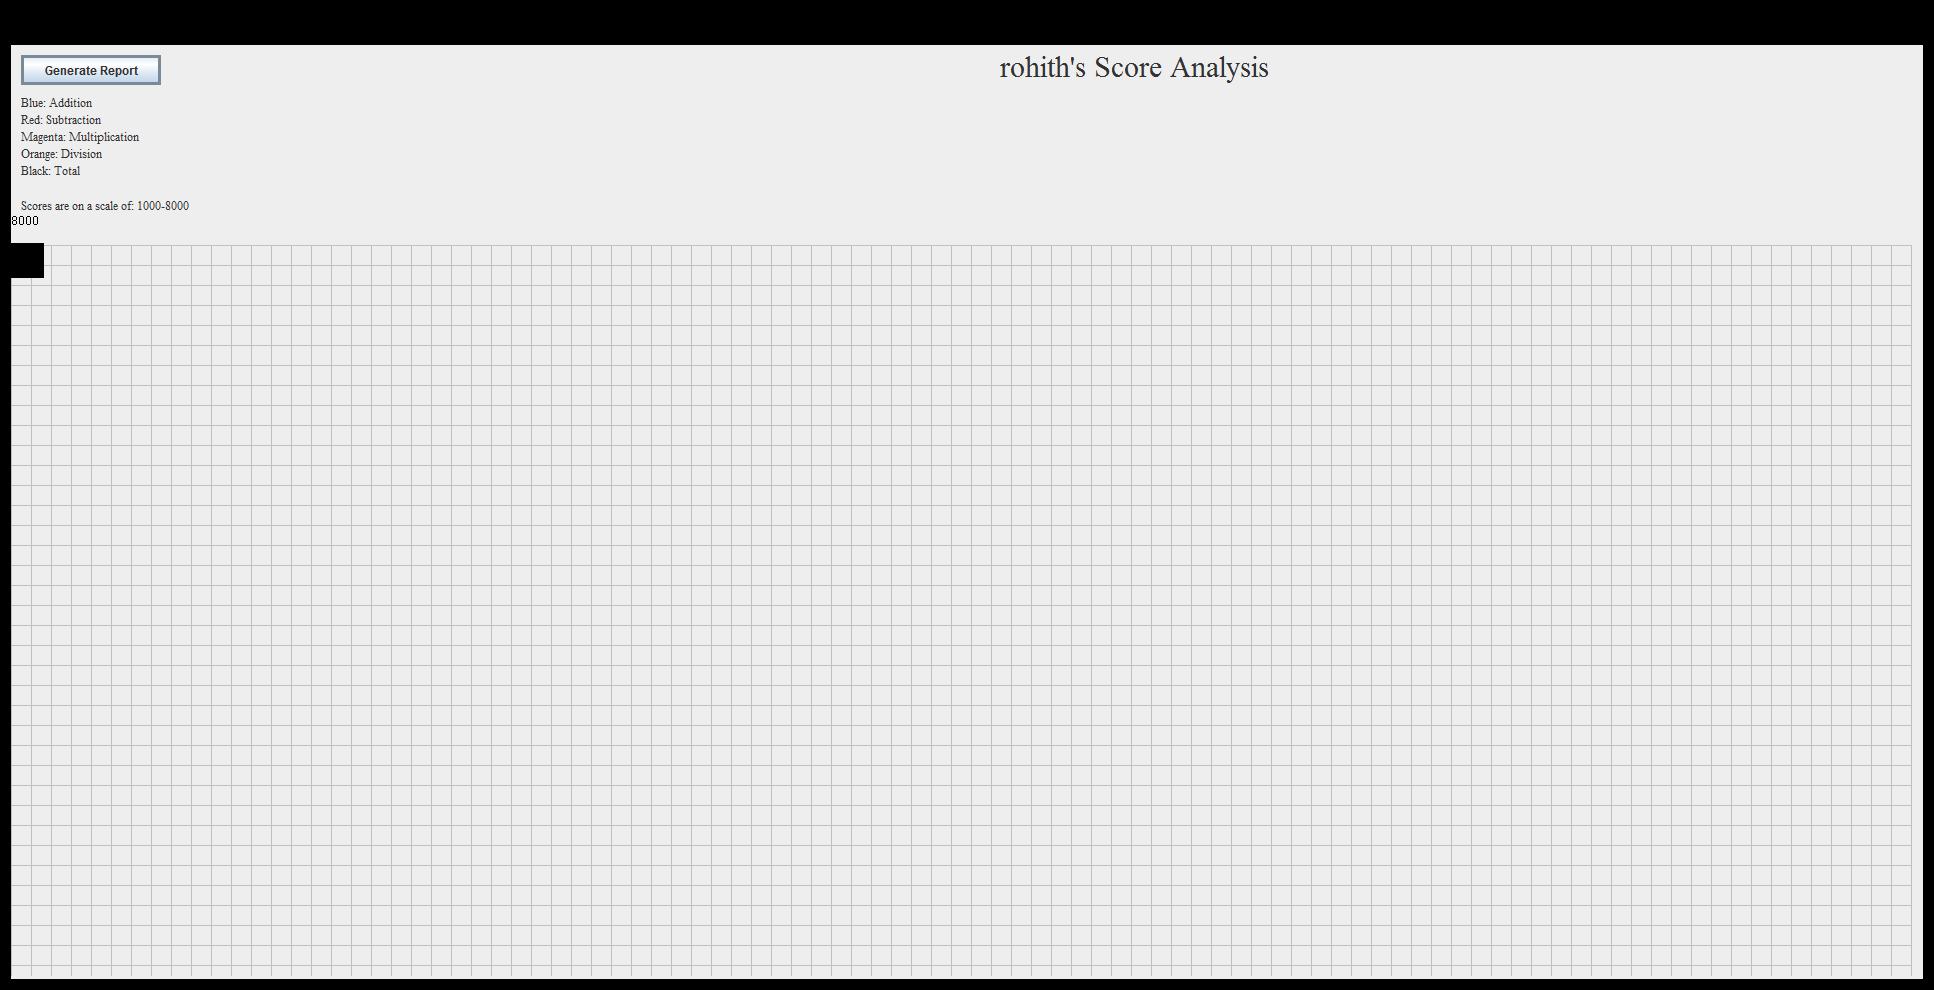 Generate Report
rohith's Score Analysis
Blue: Addition
Red: Subtraction
Magenta: Multiplication
Orange: Division
Black: Total
Scores are on a scale of: 1000-8000
8000